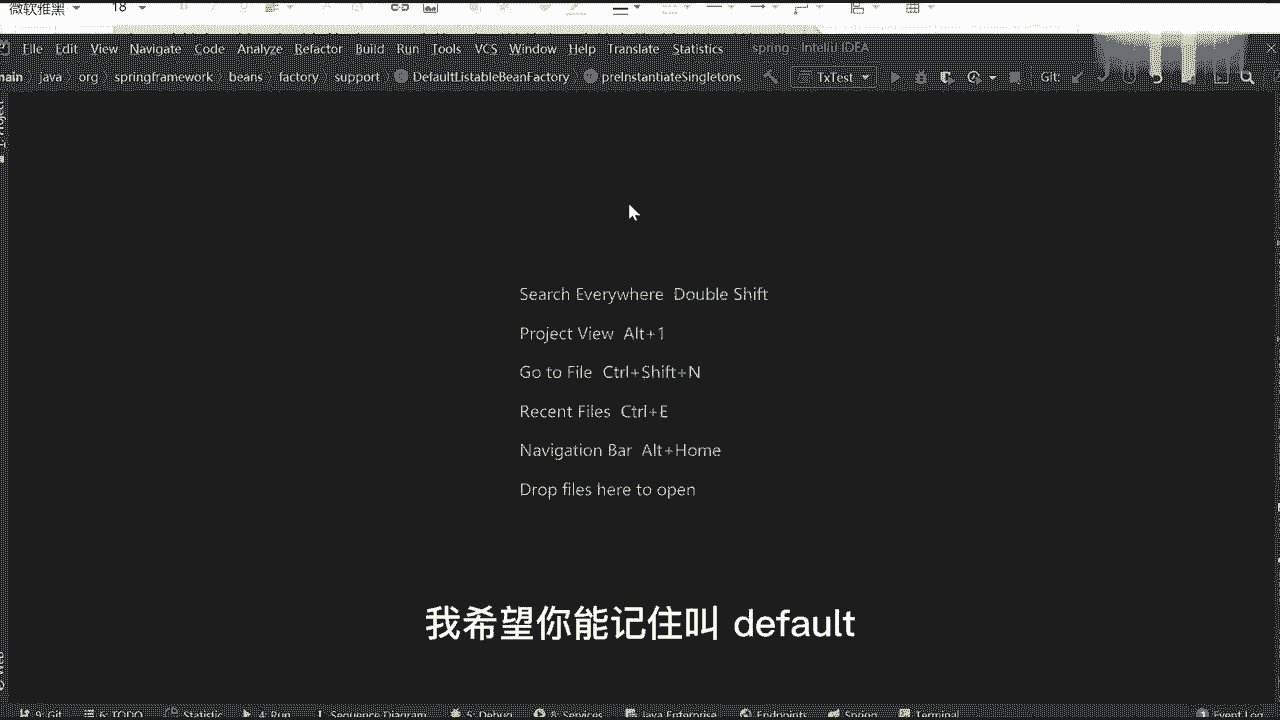 微软雅黑 18
File Edit View Navigate Code Analyze Refactor Build Run Tools VCS Window Help Translate Statistics spring - IntelliJ IDEA
main java org springframework beans factory support DefaultListableBeanFactory preInstantiateSingletons TxTest Git:
Search Everywhere Double Shift
Project View Alt+1
Go to File Ctrl+Shift+N
Recent Files Ctrl+E
Navigation Bar Alt+Home
Drop files here to open
我希望你能记住叫 default
9: Git 6: TODO Statistic 4: Run Sequence Diagram 5: Debug 8: Services Java Enterprise Endpoints Spring Terminal Event Log